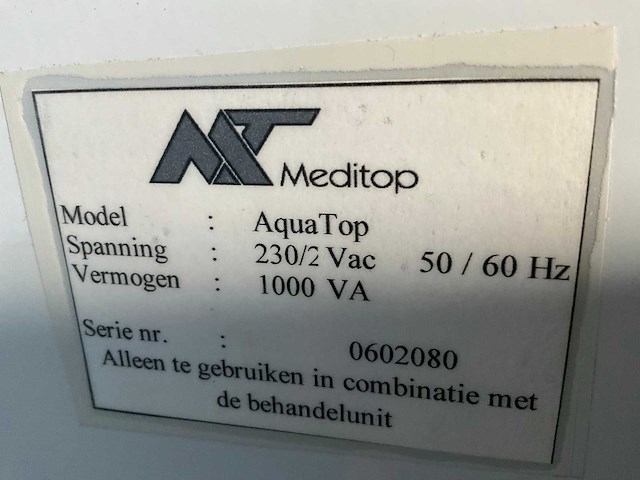 MT Meditop
Model : AquaTop
Spanning : 230/2 Vac 50 / 60 Hz
Vermogen : 1000 VA
Serie nr. : 0602080
Alleen te gebruiken in combinatie met
de behandelunit